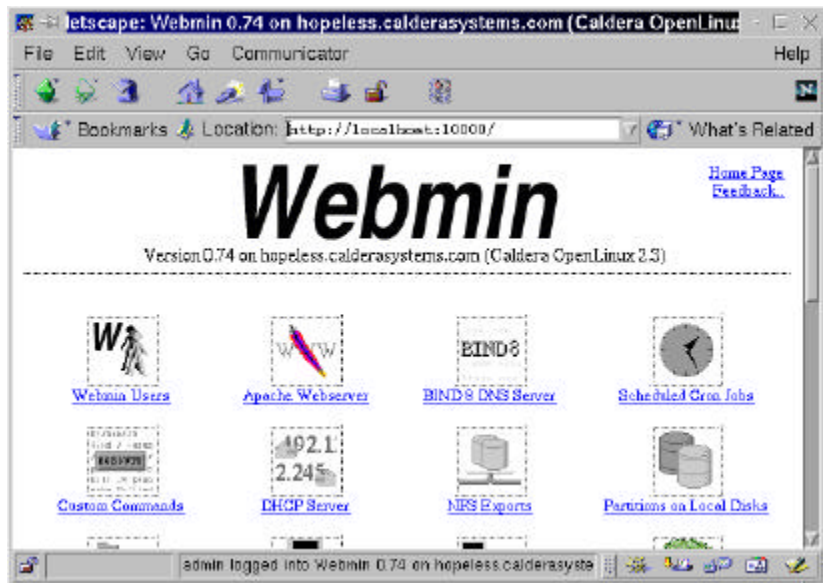 letscape: Webmin 0.74 on hopeless.calderasystems.com (Caldera OpenLinux
File Edit View Go Communicator Help
Bookmarks Location: http://localhost:10000/ What's Related
Home Page
Feedback..
Webmin
Version 0.74 on hopeless.calderasystems.com (Caldera OpenLinux 2.3)
W
WWW
BIND8
Webmin Users
Apache Webserver
BIND 8 DNS Server
Scheduled Cron Jobs
192.1
2.245
Custom Commands
DHCP Server
NFS Exports
Partitions on Local Disks
admin logged into Webmin 0.74 on hopeless.calderasyste